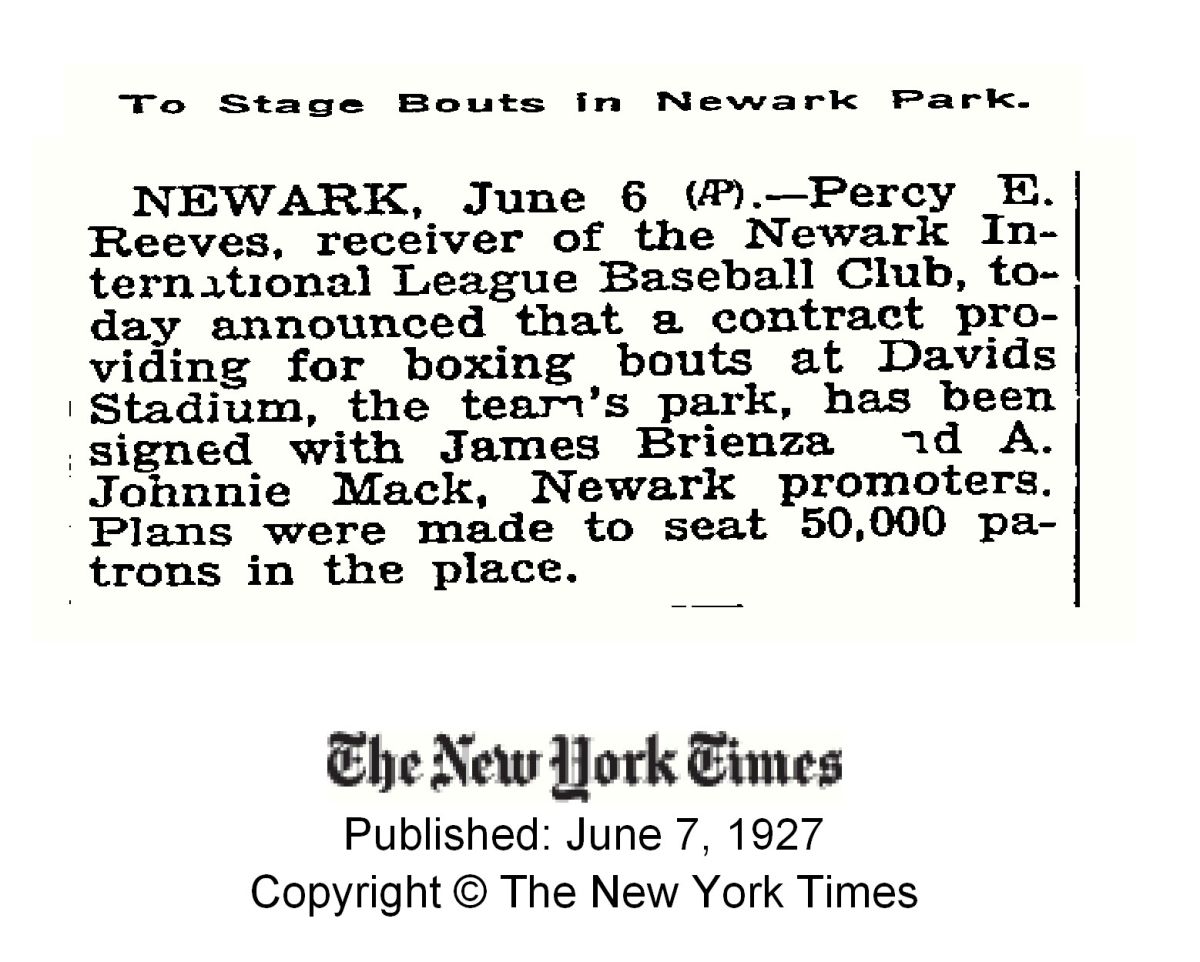 To Stage Bouts in Newark Park.
NEWARK, June 6 (AP).—Percy E.
Reeves, receiver of the Newark In-
ternational League Baseball Club, to-
day announced that a contract pro-
viding for boxing bouts at Davids
Stadium, the team's park, has been
signed with James Brienza nd A.
Johnnie Mack, Newark promoters.
Plans were made to seat 50,000 pa-
trons in the place.
The New York Times
Published: June 7, 1927
Copyright © The New York Times